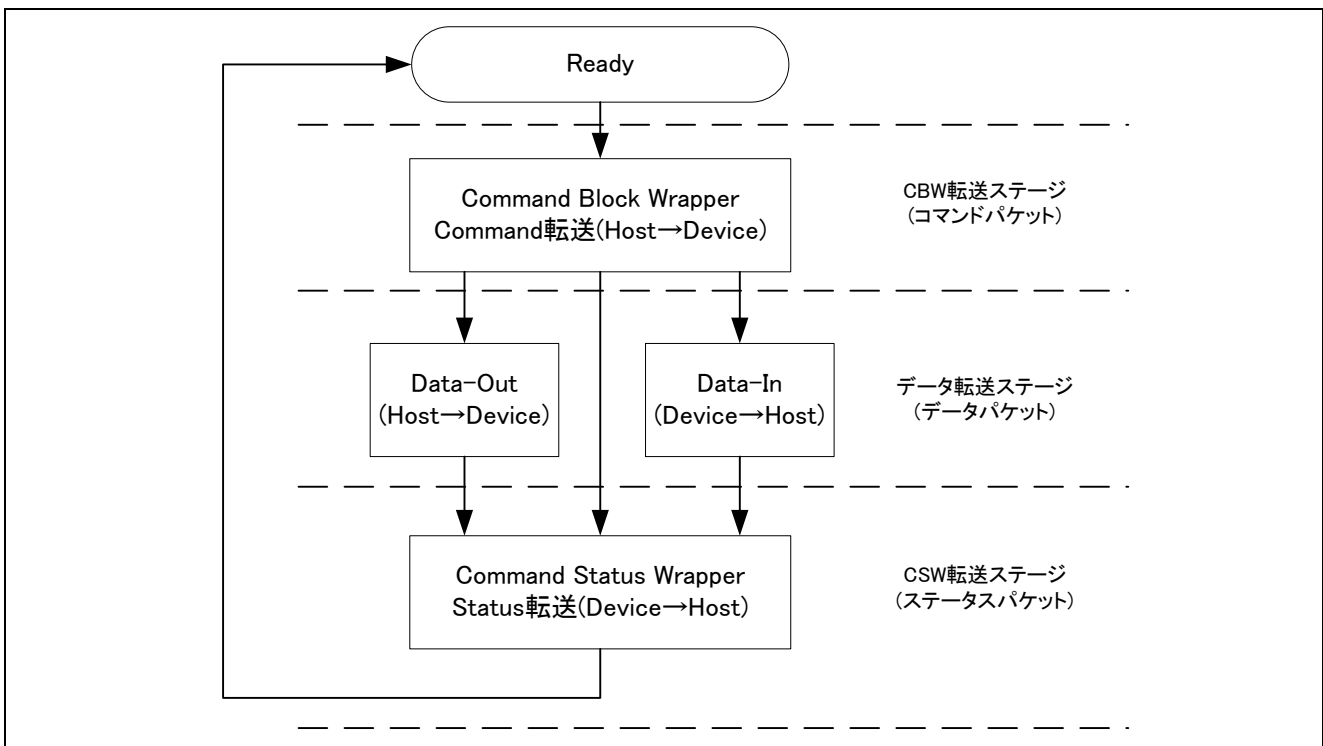 Ready
Command Block Wrapper
Command転送(Host→Device)
CBW転送ステージ
(コマンドパケット)
Data-Out
(Host→Device)
Data-In
(Device→Host)
データ転送ステージ
(データパケット)
Command Status Wrapper
Status転送(Device→Host)
CSW転送ステージ
(ステータスパケット)